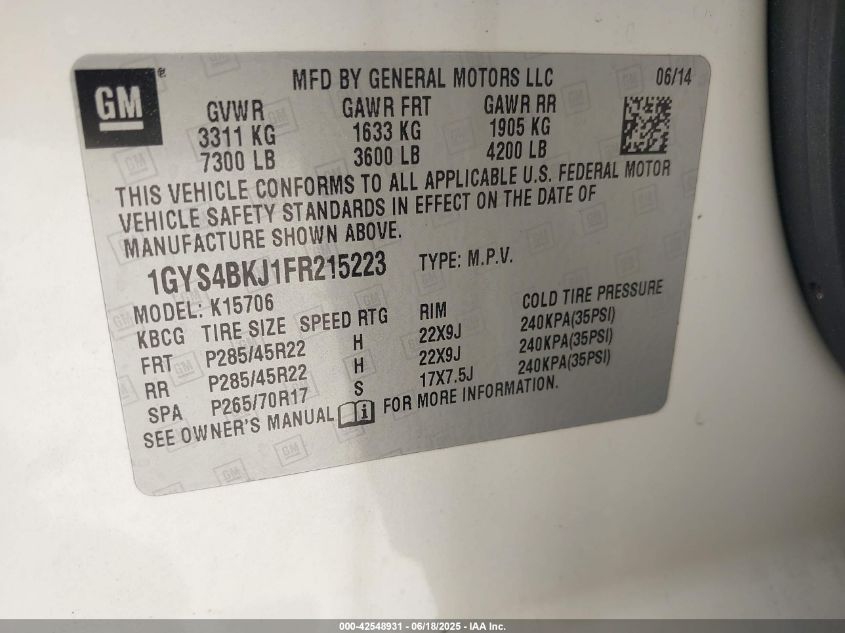 GM
MFD BY GENERAL MOTORS LLC 06/14
GVWR GAWR FRT GAWR RR
3311 KG 1633 KG 1905 KG
7300 LB 3600 LB 4200 LB
THIS VEHICLE CONFORMS TO ALL APPLICABLE U.S. FEDERAL MOTOR
VEHICLE SAFETY STANDARDS IN EFFECT ON THE DATE OF
MANUFACTURE SHOWN ABOVE.
1GYS4BKJ1FR215223 TYPE: M.P.V.
MODEL: K15706
KBCG TIRE SIZE SPEED RTG RIM COLD TIRE PRESSURE
FRT P285/45R22 H 22X9J 240KPA(35PSI)
RR P285/45R22 H 22X9J 240KPA(35PSI)
SPA P265/70R17 S 17X7.5J 240KPA(35PSI)
SEE OWNER'S MANUAL i FOR MORE INFORMATION.
000-42548931 - 06/18/2025 - IAA Inc.